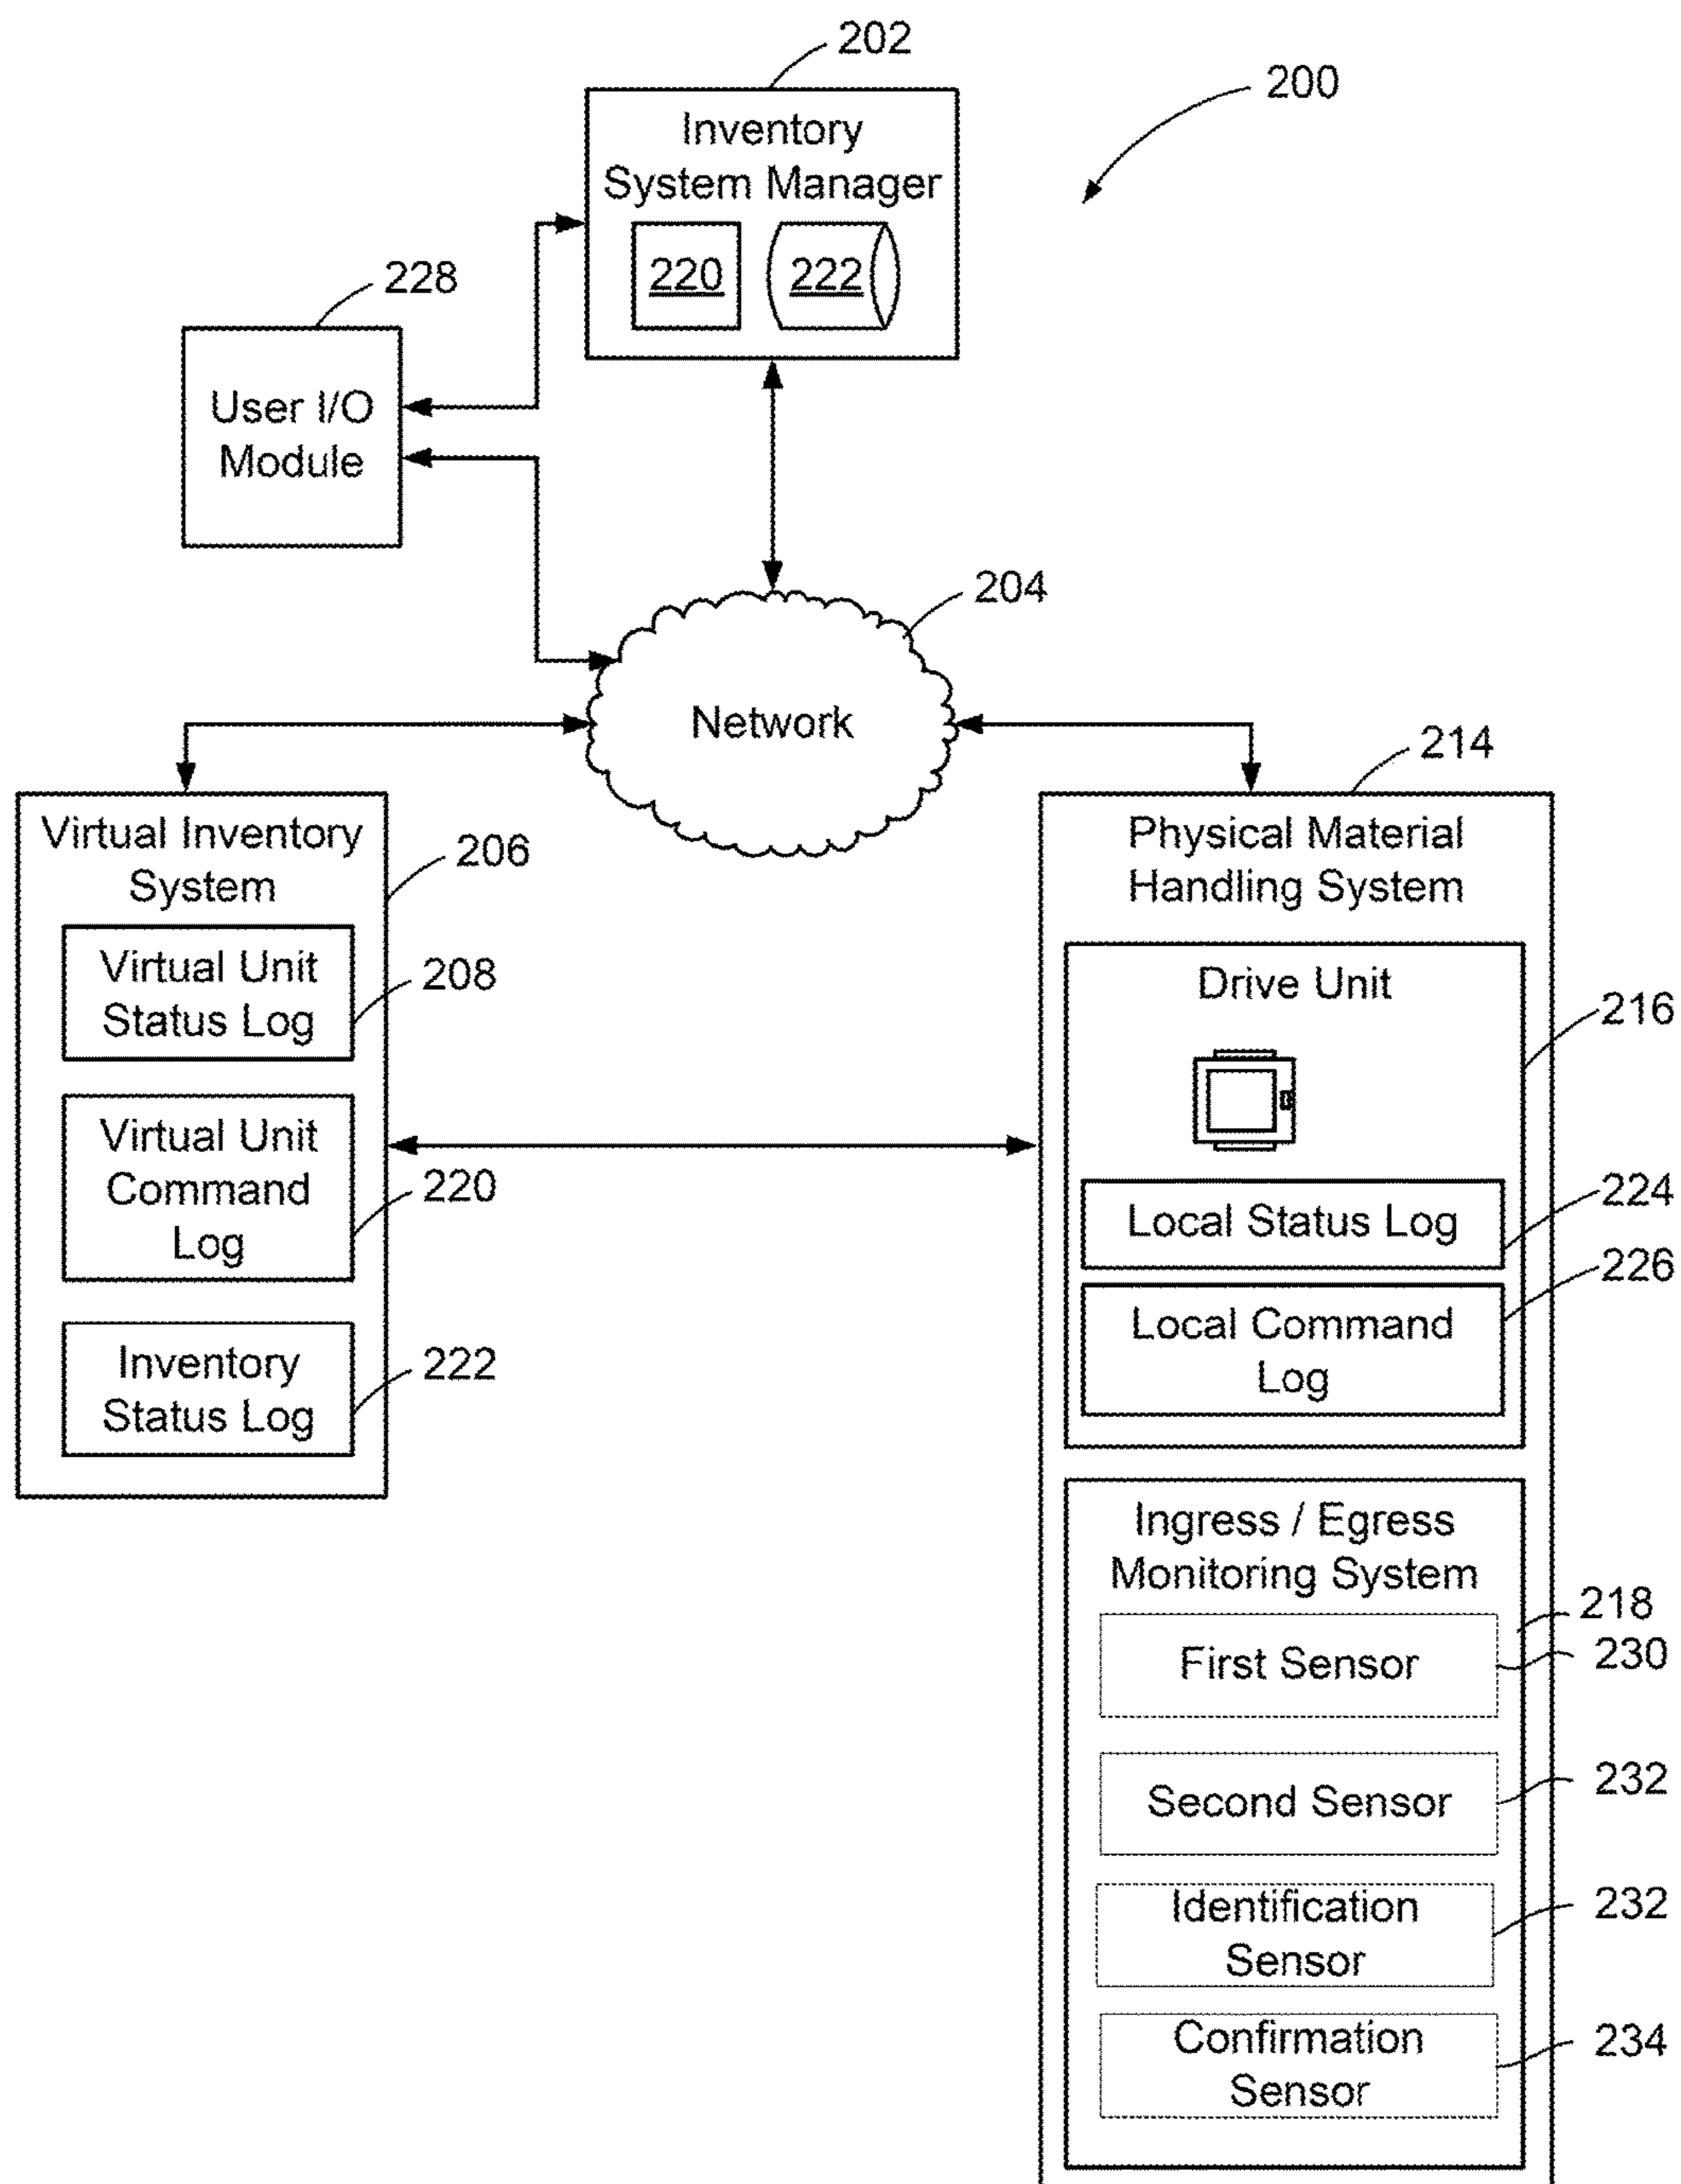 202
200
Inventory
System Manager
220
222
228
User I/O
Module
204
Network
214
Virtual Inventory
System
206
Virtual Unit
Status Log
208
Virtual Unit
Command
Log
220
Inventory
Status Log
222
Physical Material
Handling System
Drive Unit
216
Local Status Log
224
Local Command
Log
226
Ingress / Egress
Monitoring System
218
First Sensor
230
Second Sensor
232
Identification
Sensor
232
Confirmation
Sensor
234